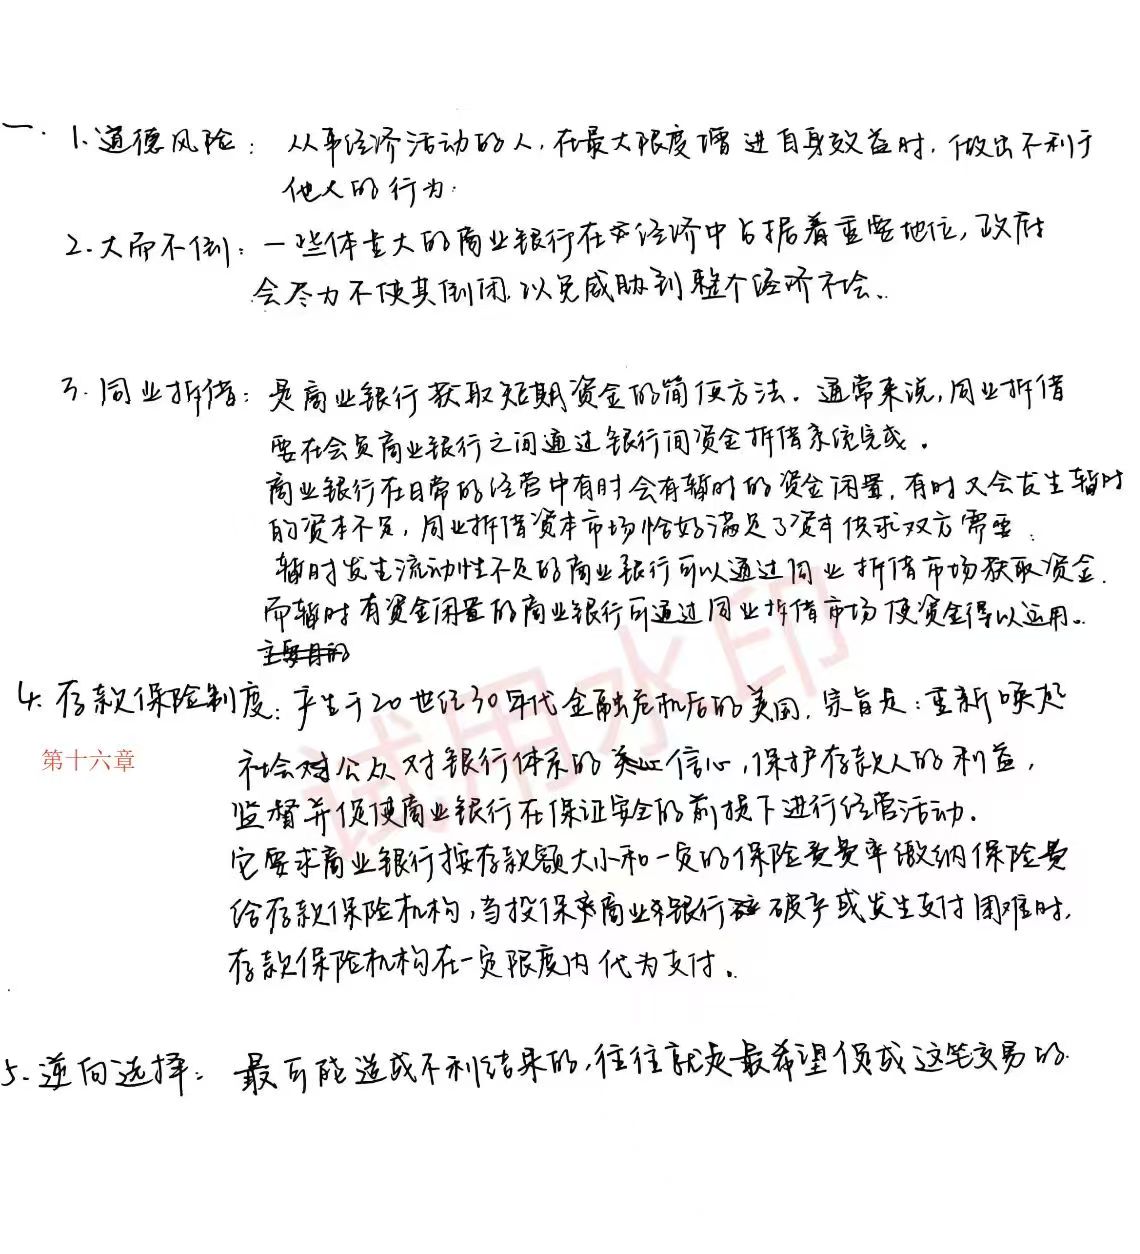 一. 1. 道德风险： 从事经济活动的人，在最大限度增进自身效益时，做出不利于
他人的行为.
2. 大而不倒：一些体量大的商业银行在经济中占据着重要地位，政府
会尽力不使其倒闭，以免威胁到整个经济社会。
3. 同业拆借：是商业银行获取短期资金的简便方法。通常来说，同业拆借
要在会员商业银行之间通过银行间资金拆借系统完成。
商业银行在日常的经营中有时会有暂时的资金闲置，有时又会发生暂时
的资本不足，同业拆借资本市场恰好满足了资本供求双方需要：
暂时发生流动性不足的商业银行可以通过同业拆借市场获取资金，
而暂时有资金闲置的商业银行可通过同业拆借市场使资金得以运用。
主要目的
4. 存款保险制度：产生于20世纪30年代金融危机后的美国，宗旨是：重新唤起
第十六章
社会公众对银行体系的信心，保护存款人的利益，
监督并促使商业银行在保证安全的前提下进行经营活动.
它要求商业银行按存款额大小和一定的保险费费率缴纳保险费
给存款保险机构，当投保商业银行破产或发生支付困难时，
存款保险机构在一定限度内代为支付。
5. 逆向选择：最可能造成不利结果的，往往就是最希望促成这笔交易的
试用水印